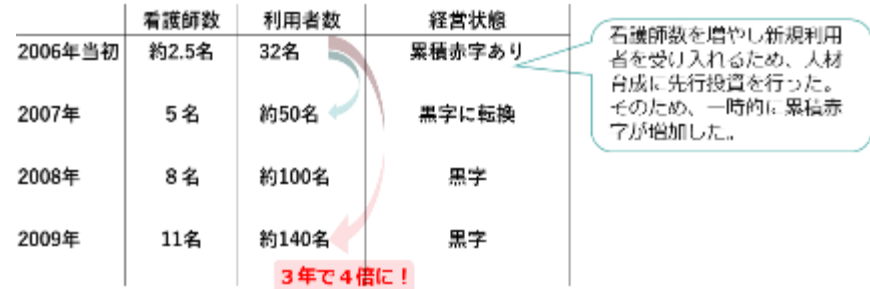 看護師数 利用者数 経営状態
2006年当初 約2.5名 32名 累積赤字あり
2007年 5名 約50名 黒字に転換
2008年 8名 約100名 黒字
2009年 11名 約140名 黒字
3年で4倍に！
看護師数を増やし新規利用
者を受け入れるため、人材
育成に先行投資を行った。
そのため、一時的に累積赤
字が増加した。